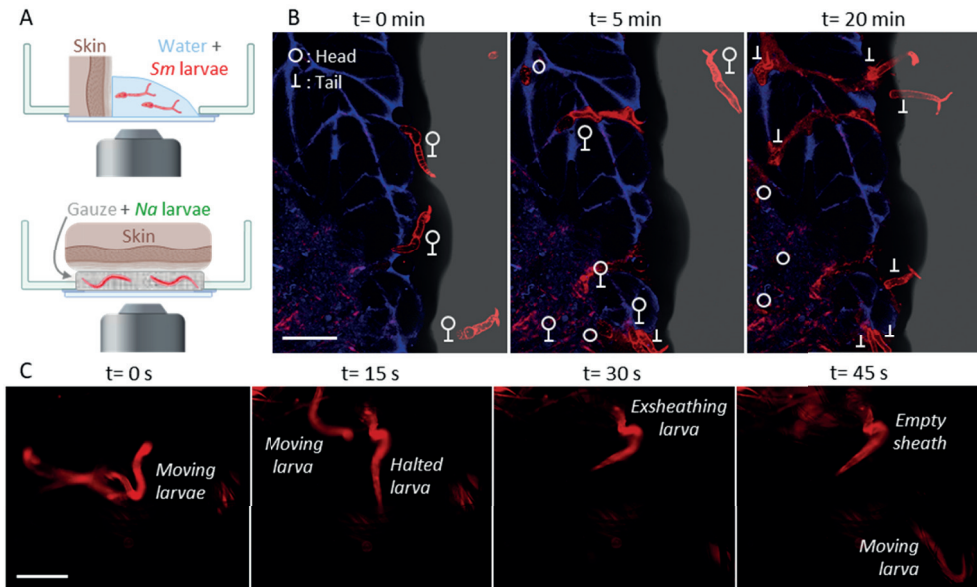 A
Skin
Water +
Sm larvae
Gauze + Na larvae
Skin
B
t= 0 min
t= 5 min
t= 20 min
O : Head
⊥ : Tail
C
t= 0 s
t= 15 s
t= 30 s
t= 45 s
Moving
larvae
Moving
larva
Halted
larva
Exsheathing
larva
Empty
sheath
Moving
larva